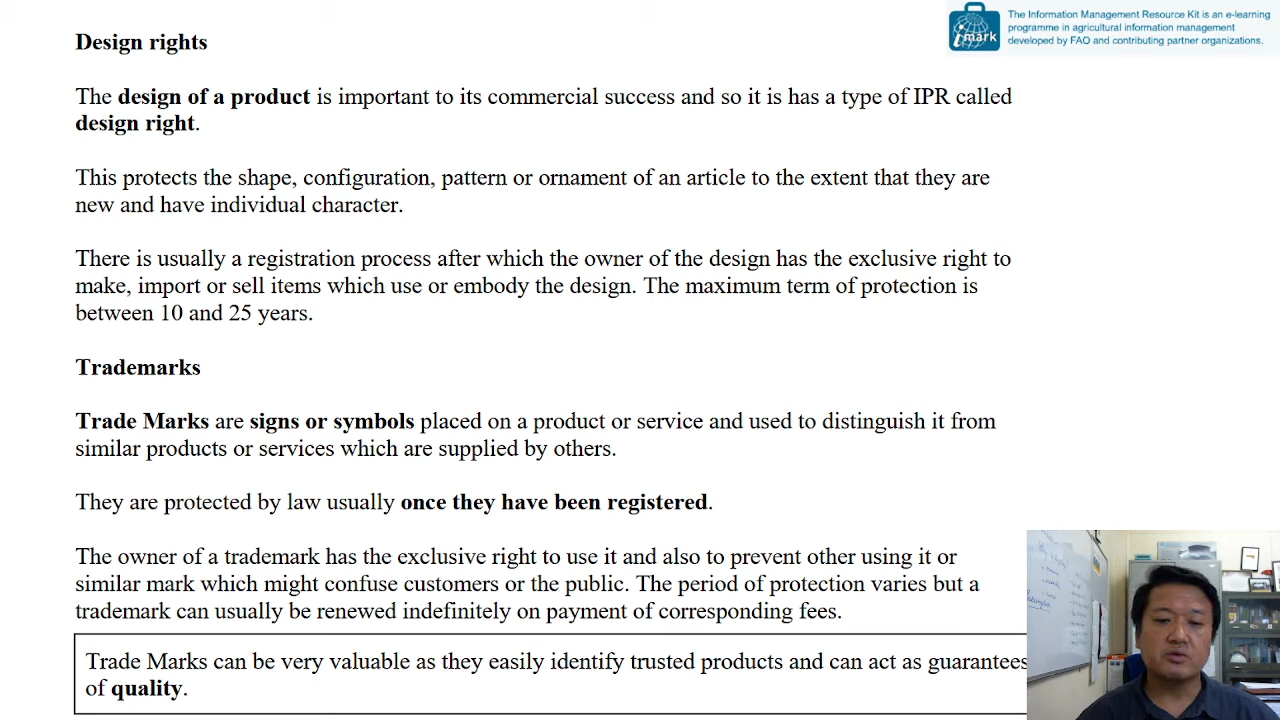 The Information Management Resource Kit is an e-learning
programme in agricultural information management
developed by FAO and contributing partner organizations.
imark
Design rights
The design of a product is important to its commercial success and so it is has a type of IPR called
design right.
This protects the shape, configuration, pattern or ornament of an article to the extent that they are
new and have individual character.
There is usually a registration process after which the owner of the design has the exclusive right to
make, import or sell items which use or embody the design. The maximum term of protection is
between 10 and 25 years.
Trademarks
Trade Marks are signs or symbols placed on a product or service and used to distinguish it from
similar products or services which are supplied by others.
They are protected by law usually once they have been registered.
The owner of a trademark has the exclusive right to use it and also to prevent other using it or
similar mark which might confuse customers or the public. The period of protection varies but a
trademark can usually be renewed indefinitely on payment of corresponding fees.
Trade Marks can be very valuable as they easily identify trusted products and can act as guarantees
of quality.